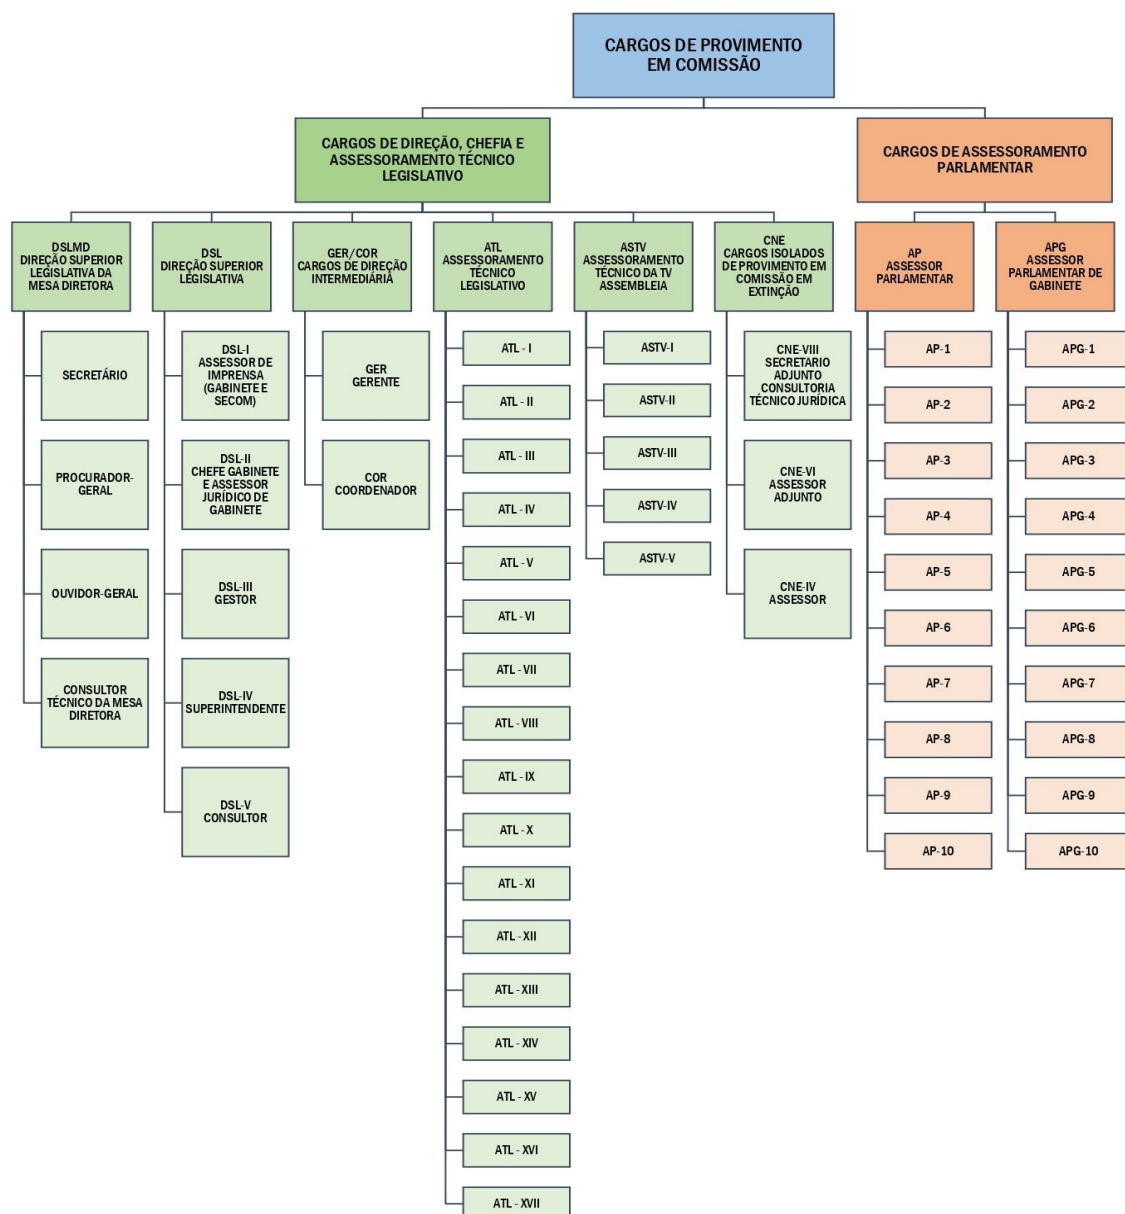 CARGOS DE PROVIMENTO
EM COMISSÃO
CARGOS DE DIREÇÃO, CHEFIA E
ASSESSORAMENTO TÉCNICO
LEGISLATIVO
CARGOS DE ASSESSORAMENTO
PARLAMENTAR
DSLMD
DIREÇÃO SUPERIOR
LEGISLATIVA DA
MESA DIRETORA
SECRETÁRIO
PROCURADOR-
GERAL
OUVIDOR-GERAL
CONSULTOR
TÉCNICO DA MESA
DIRETORA
DSL
DIREÇÃO SUPERIOR
LEGISLATIVA
DSL-I
ASSESSOR DE
IMPRENSA
(GABINETE E
SECOM)
DSL-II
CHEFE GABINETE
E ASSESSOR
JURÍDICO DE
GABINETE
DSL-III
GESTOR
DSL-IV
SUPERINTENDENTE
DSL-V
CONSULTOR
GER/COR
CARGOS DE DIREÇÃO
INTERMEDIÁRIA
GER
GERENTE
COR
COORDENADOR
ATL
ASSESSORAMENTO
TÉCNICO
LEGISLATIVO
ATL - I
ATL - II
ATL - III
ATL - IV
ATL - V
ATL - VI
ATL - VII
ATL - VIII
ATL - IX
ATL - X
ATL - XI
ATL - XII
ATL - XIII
ATL - XIV
ATL - XV
ATL - XVI
ATL - XVII
ASTV
ASSESSORAMENTO
TÉCNICO DA TV
ASSEMBLEIA
ASTV-I
ASTV-II
ASTV-III
ASTV-IV
ASTV-V
CNE
CARGOS ISOLADOS
DE PROVIMENTO EM
COMISSÃO EM
EXTINÇÃO
CNE-VIII
SECRETARIO
ADJUNTO
CONSULTORIA
TÉCNICO JURÍDICA
CNE-VI
ASSESSOR
ADJUNTO
CNE-IV
ASSESSOR
AP
ASSESSOR
PARLAMENTAR
AP-1
AP-2
AP-3
AP-4
AP-5
AP-6
AP-7
AP-8
AP-9
AP-10
APG
ASSESSOR
PARLAMENTAR DE
GABINETE
APG-1
APG-2
APG-3
APG-4
APG-5
APG-6
APG-7
APG-8
APG-9
APG-10